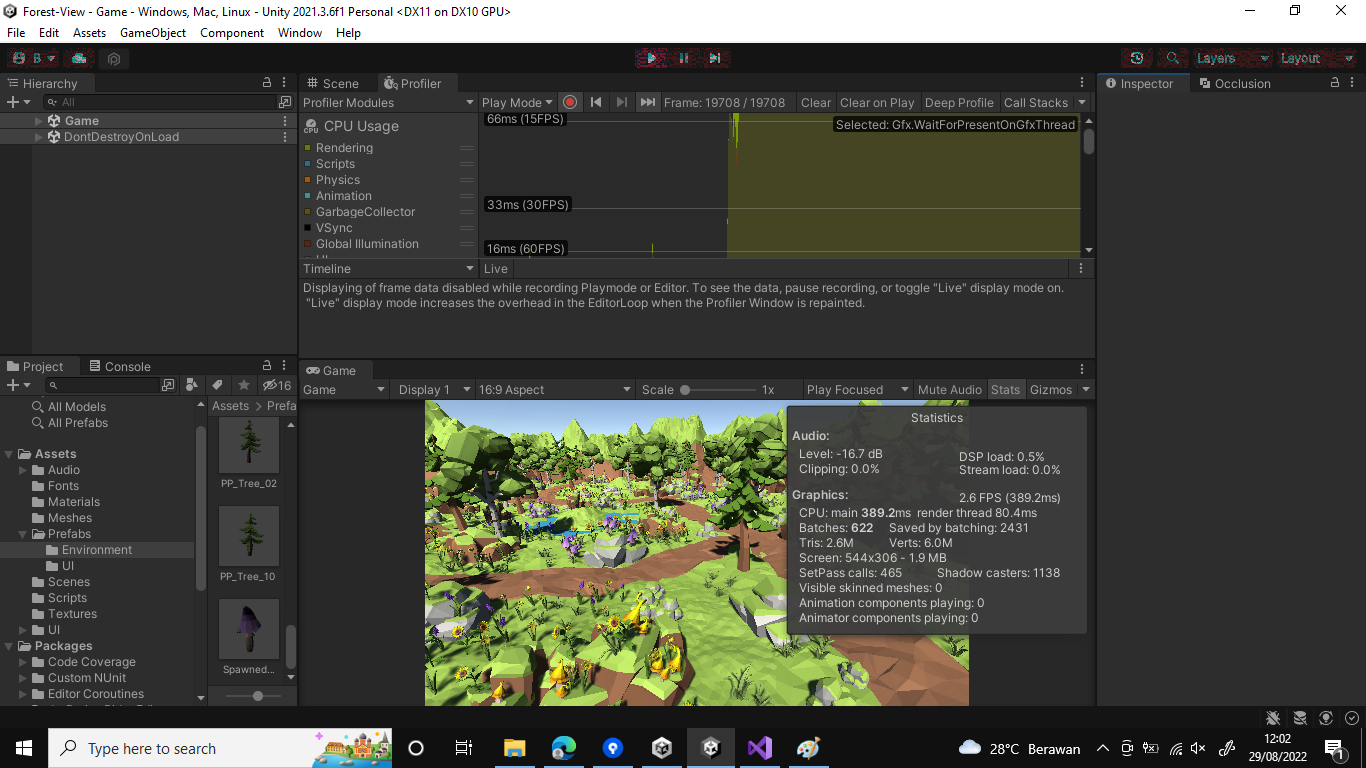 Forest-View - Game - Windows, Mac, Linux - Unity 2021.3.6f1 Personal <DX11 on DX10 GPU>
File Edit Assets GameObject Component Window Help
B Layers Layout
Hierarchy
All
Game
DontDestroyOnLoad
Scene Profiler
Profiler Modules Play Mode Frame: 19708 / 19708 Clear Clear on Play Deep Profile Call Stacks
CPU Usage
Rendering
Scripts
Physics
Animation
GarbageCollector
VSync
Global Illumination
66ms (15FPS)
Selected: Gfx.WaitForPresentOnGfxThread
33ms (30FPS)
16ms (60FPS)
Timeline Live
Displaying of frame data disabled while recording Playmode or Editor. To see the data, pause recording, or toggle "Live" display mode on.
"Live" display mode increases the overhead in the EditorLoop when the Profiler Window is repainted.
Inspector Occlusion
Project Console
16
All Models
All Prefabs
Assets
Audio
Fonts
Materials
Meshes
Prefabs
Environment
UI
Scenes
Scripts
Textures
UI
Packages
Code Coverage
Custom NUnit
Editor Coroutines
Assets > Prefa
PP_Tree_02
PP_Tree_10
Spawned...
Game
Game Display 1 16:9 Aspect Scale 1x Play Focused Mute Audio Stats Gizmos
Statistics
Audio:
Level: -16.7 dB DSP load: 0.5%
Clipping: 0.0% Stream load: 0.0%
Graphics: 2.6 FPS (389.2ms)
CPU: main 389.2ms render thread 80.4ms
Batches: 622 Saved by batching: 2431
Tris: 2.6M Verts: 6.0M
Screen: 544x306 - 1.9 MB
SetPass calls: 465 Shadow casters: 1138
Visible skinned meshes: 0
Animation components playing: 0
Animator components playing: 0
Type here to search
28°C Berawan
12:02
29/08/2022
1